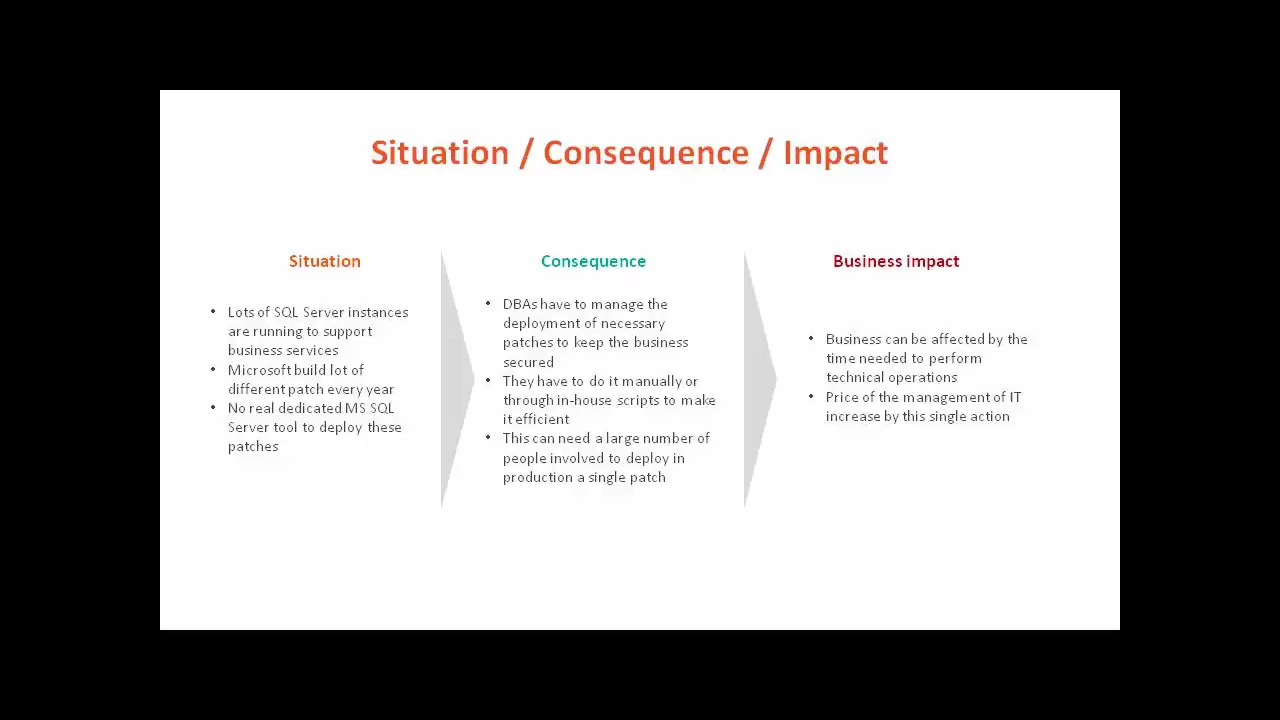 Situation / Consequence / Impact
Situation
• Lots of SQL Server instances
are running to support
business services
• Microsoft build lot of
different patch every year
• No real dedicated MS SQL
Server tool to deploy these
patches
Consequence
• DBAs have to manage the
deployment of necessary
patches to keep the business
secured
• They have to do it manually or
through in-house scripts to make
it efficient
• This can need a large number of
people involved to deploy in
production a single patch
Business impact
• Business can be affected by the
time needed to perform
technical operations
• Price of the management of IT
increase by this single action